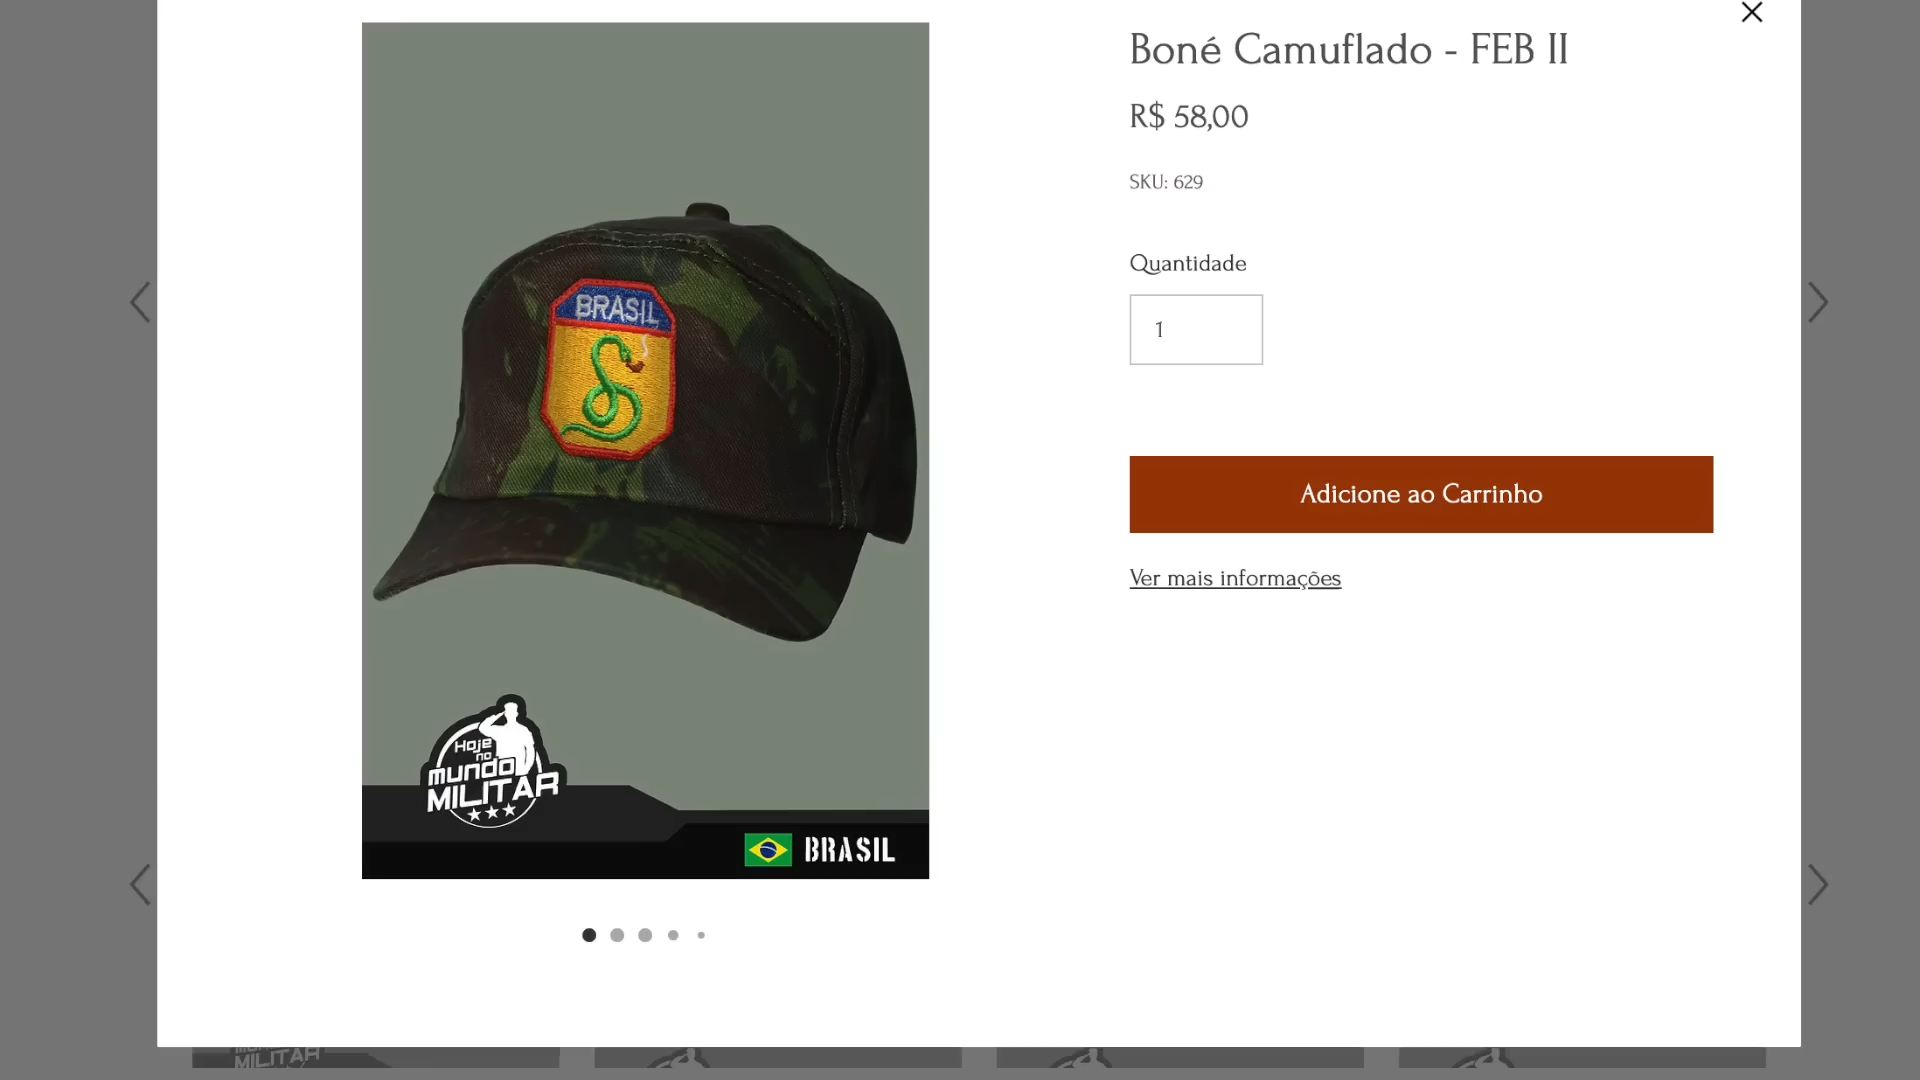 Boné Camuflado - FEB II
R$ 58,00
SKU: 629
Quantidade
1
Adicione ao Carrinho
Ver mais informações
BRASIL
Hoje
no
mundo
MILITAR
BRASIL
MILITAR